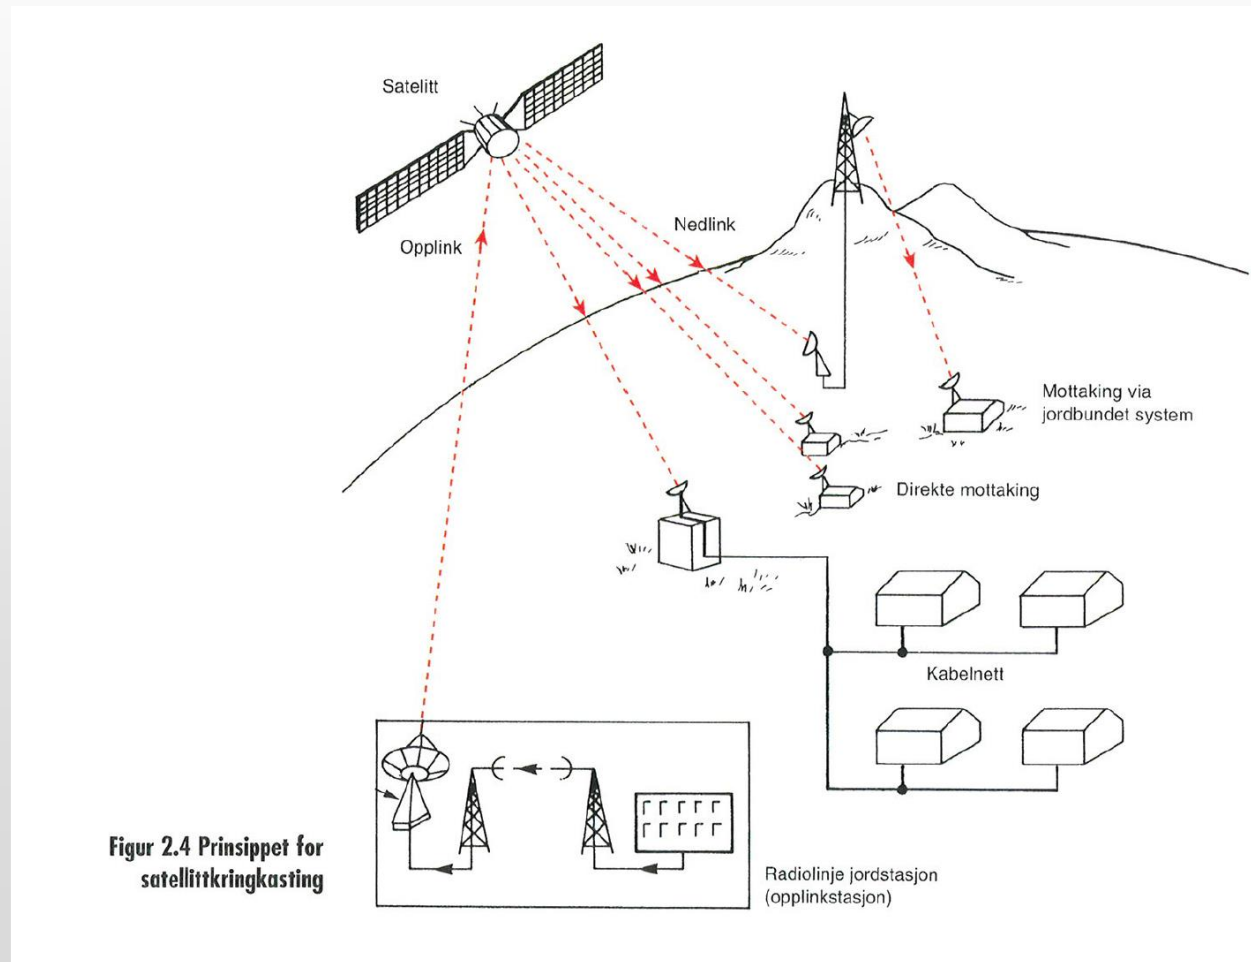 Satelitt
Opplink
Nedlink
Mottaking via
jordbundet system
Direkte mottaking
Kabelnett
Figur 2.4 Prinsippet for
satellittkringkasting
Radiolinje jordstasjon
(opplinkstasjon)